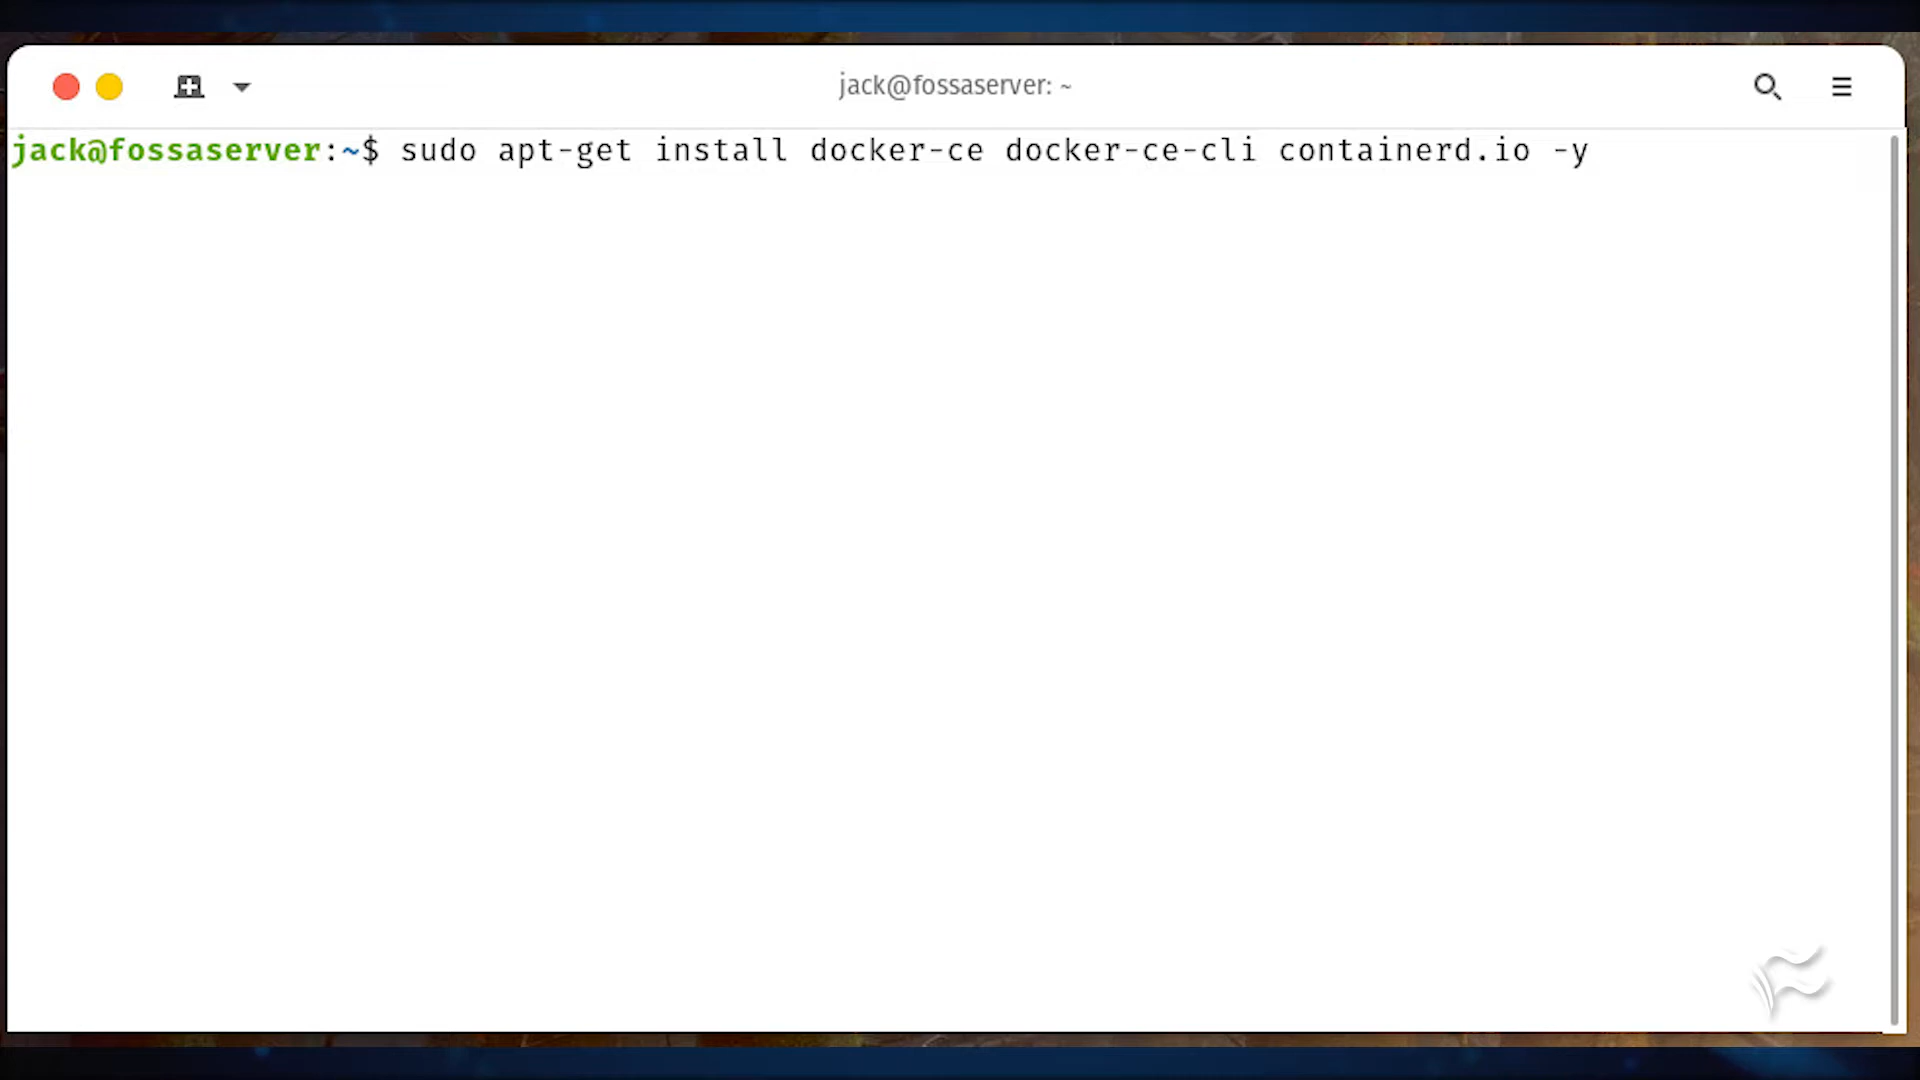 jack@fossaserver: ~
jack@fossaserver:~$ sudo apt-get install docker-ce docker-ce-cli containerd.io -y